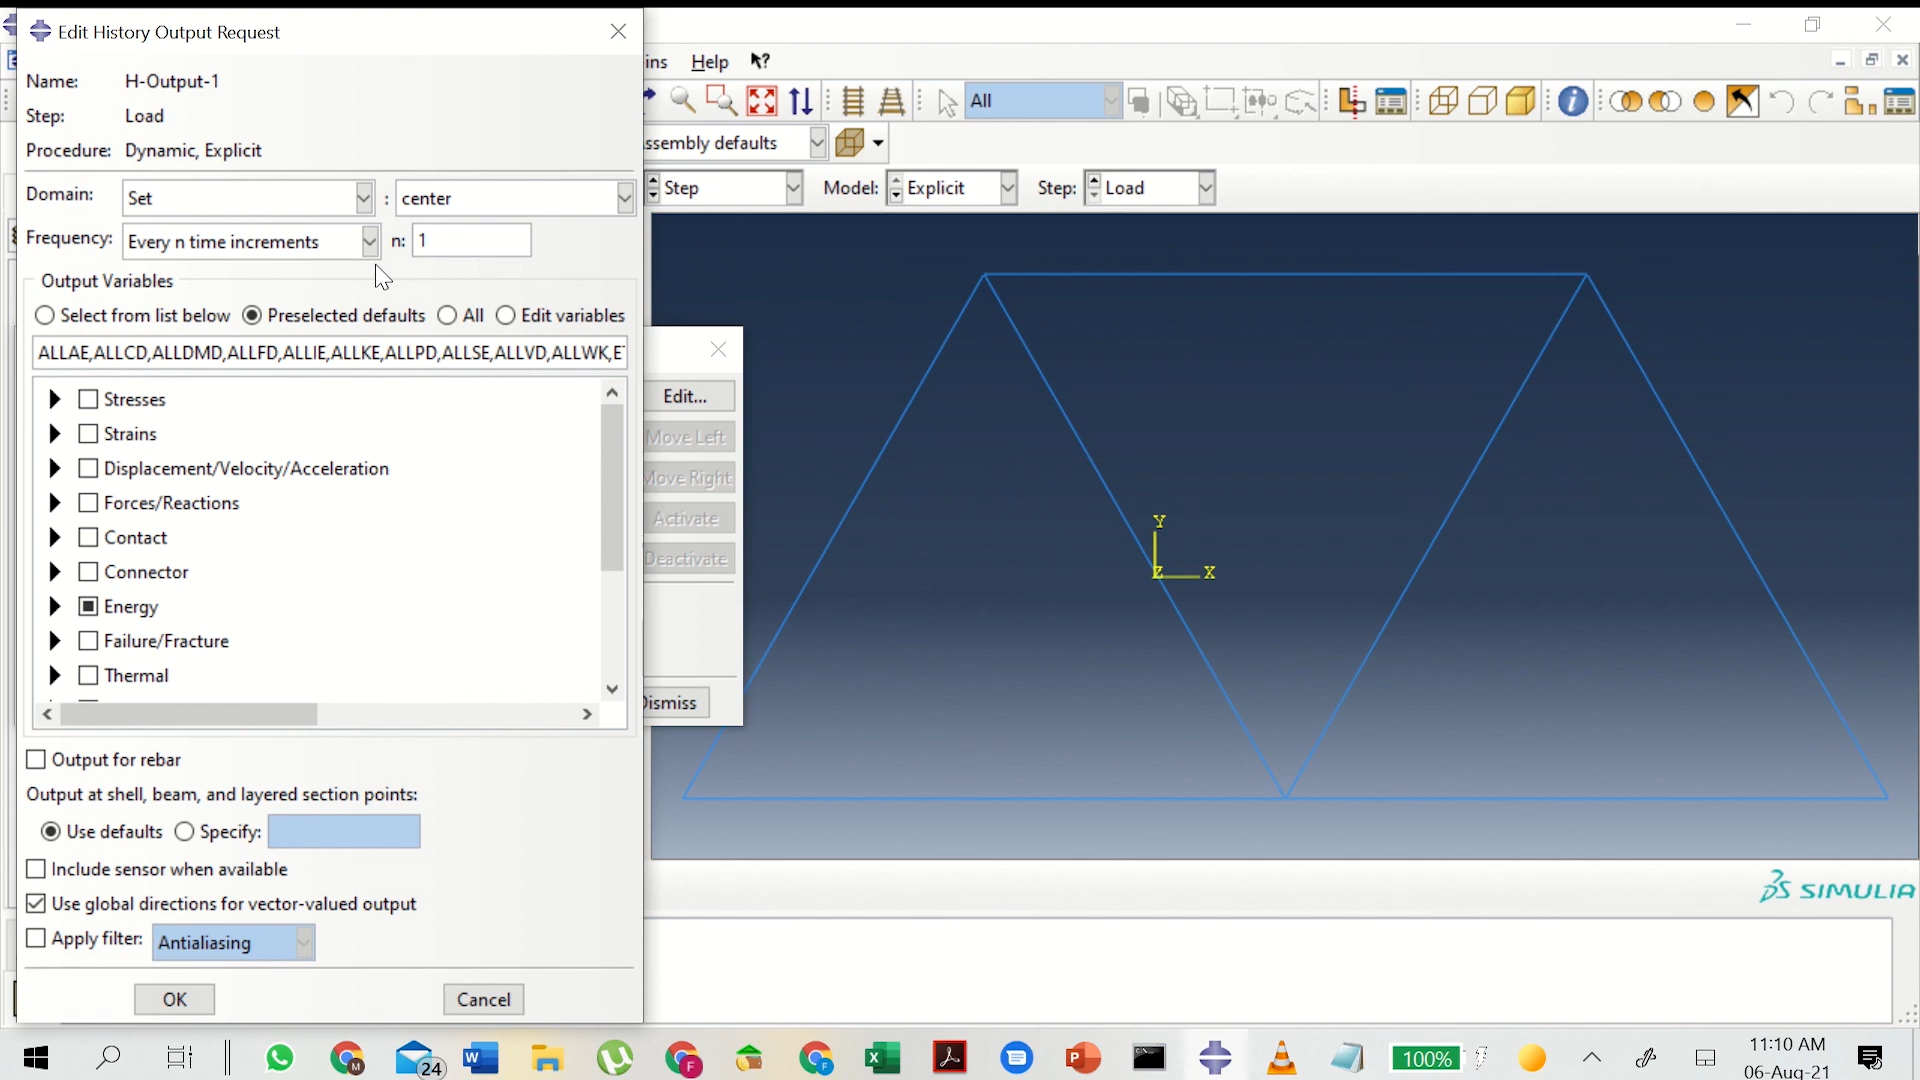 Edit History Output Request
Name: H-Output-1
Step: Load
Procedure: Dynamic, Explicit
Domain: Set : center
Frequency: Every n time increments n: 1
Output Variables
Select from list below Preselected defaults All Edit variables
ALLAE,ALLCD,ALLDMD,ALLFD,ALLIE,ALLKE,ALLPD,ALLSE,ALLVD,ALLWK,E
Stresses
Strains
Displacement/Velocity/Acceleration
Forces/Reactions
Contact
Connector
Energy
Failure/Fracture
Thermal
Output for rebar
Output at shell, beam, and layered section points:
Use defaults Specify:
Include sensor when available
Use global directions for vector-valued output
Apply filter: Antialiasing
OK Cancel
ins Help
All
ssembly defaults
Step Model: Explicit Step: Load
Edit...
Move Left
Move Right
Activate
Deactivate
ismiss
Y
Z X
SIMULIA
24
100%
11:10 AM
06-Aug-21